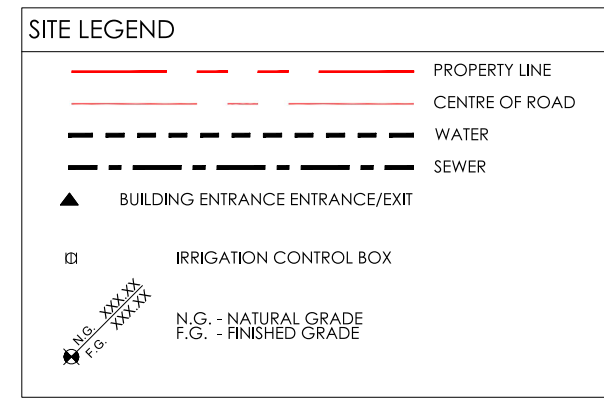 SITE LEGEND
PROPERTY LINE
CENTRE OF ROAD
WATER
SEWER
BUILDING ENTRANCE ENTRANCE/EXIT
IRRIGATION CONTROL BOX
N.G. XXX.XX
F.G. XXX.XX
N.G. - NATURAL GRADE
F.G. - FINISHED GRADE